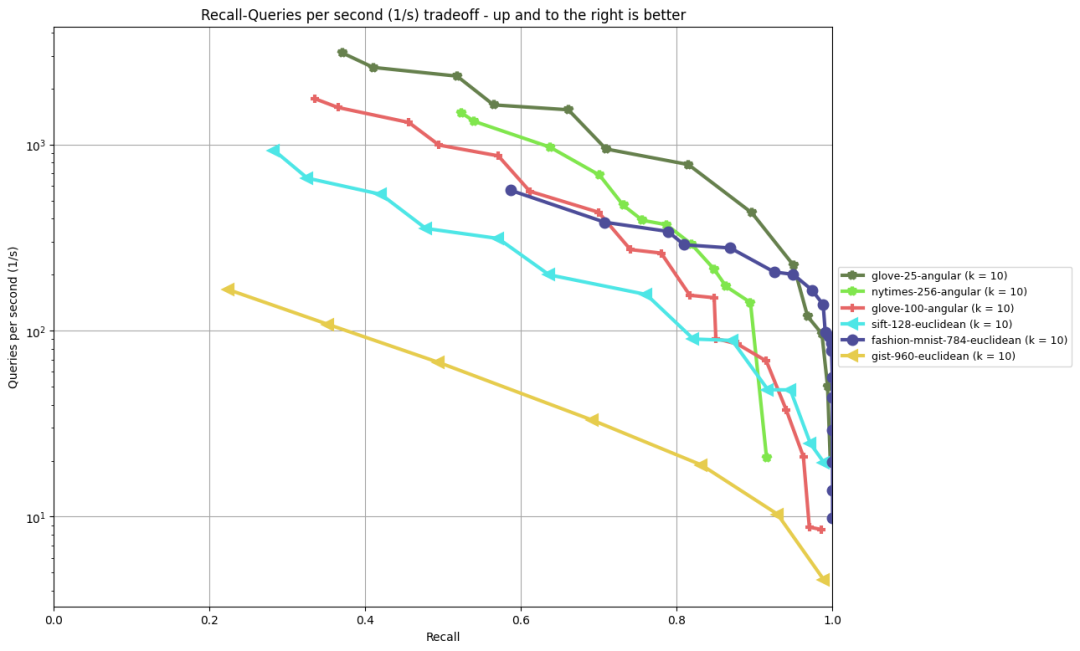 Recall-Queries per second (1/s) tradeoff - up and to the right is better
Queries per second (1/s)
10³
10²
10¹
0.0 0.2 0.4 0.6 0.8 1.0
Recall
glove-25-angular (k = 10)
nytimes-256-angular (k = 10)
glove-100-angular (k = 10)
sift-128-euclidean (k = 10)
fashion-mnist-784-euclidean (k = 10)
gist-960-euclidean (k = 10)